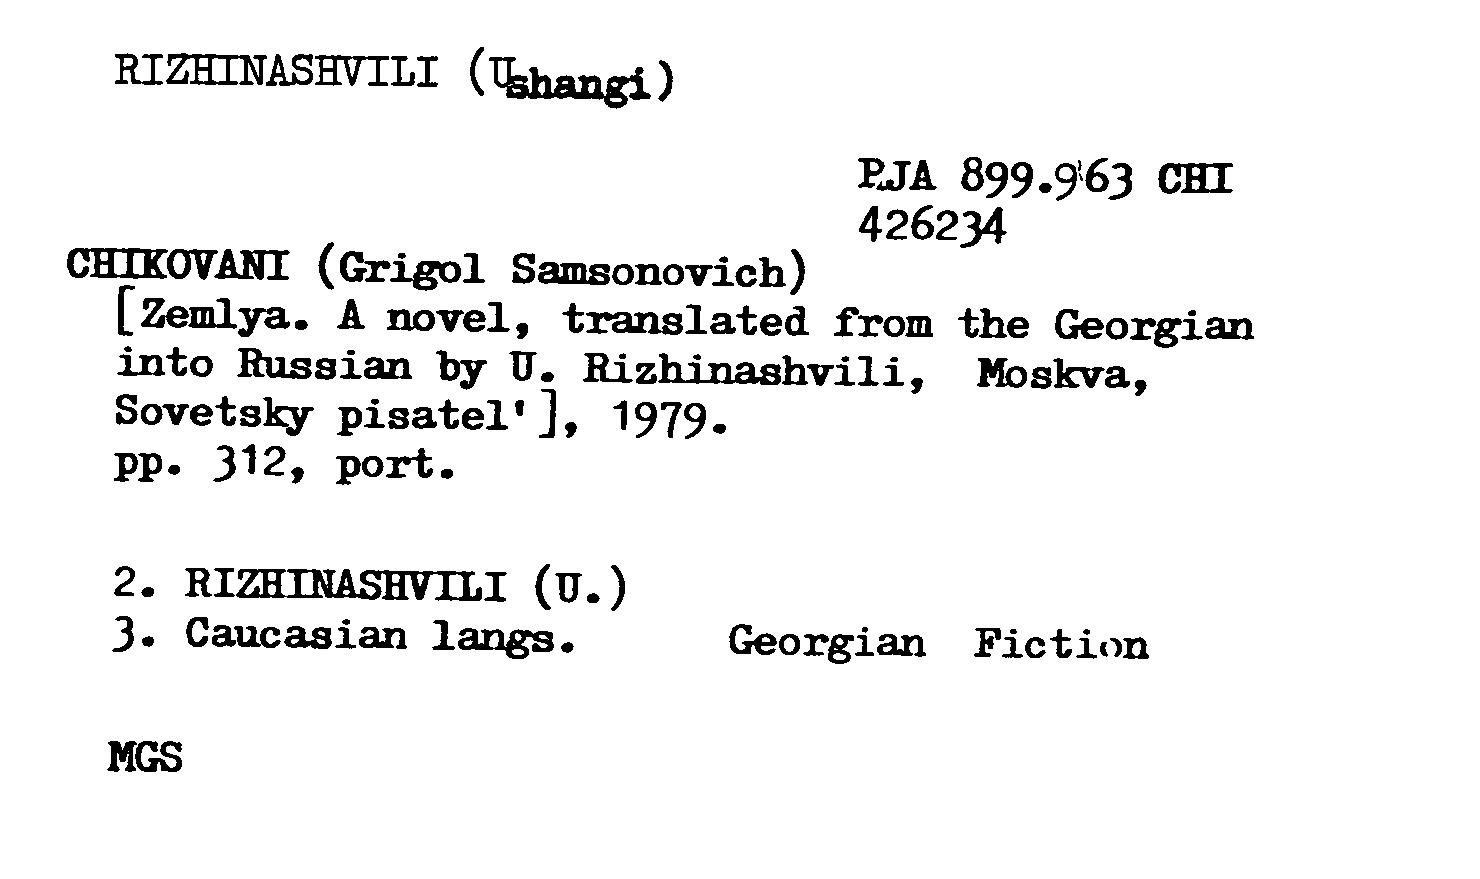 RIZHINASHVILI (Ushangi)
PJA 899.963 CHI
426234
CHIKOVANI (Grigol Samsonovich)
[Zemlya. A novel, translated from the Georgian
into Russian by U. Rizhinashvili, Moskva,
Sovetsky pisatel'], 1979.
pp. 312, port.
2. RIZHINASHVILI (U.)
3. Caucasian langs. Georgian Fiction
MGS